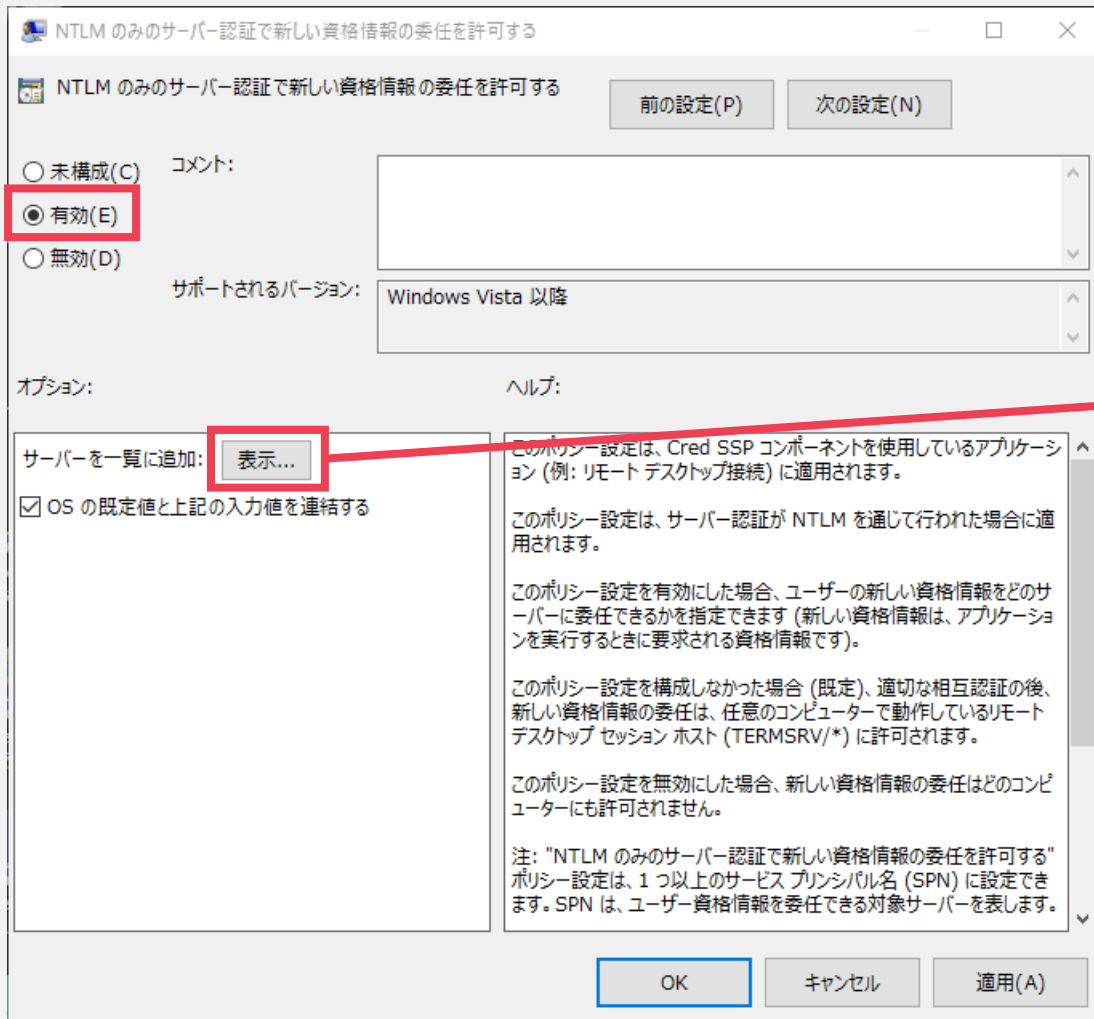 NTLM のみのサーバー認証で新しい資格情報の委任を許可する
NTLM のみのサーバー認証で新しい資格情報の委任を許可する
前の設定(P)
次の設定(N)
未構成(C)
コメント:
有効(E)
無効(D)
サポートされるバージョン:
Windows Vista 以降
オプション:
ヘルプ:
サーバーを一覧に追加:
表示...
OS の既定値と上記の入力値を連結する
このポリシー設定は、Cred SSP コンポーネントを使用しているアプリケーシ
ョン (例: リモート デスクトップ接続) に適用されます。
このポリシー設定は、サーバー認証が NTLM を通じて行われた場合に適
用されます。
このポリシー設定を有効にした場合、ユーザーの新しい資格情報をどのサ
ーバーに委任できるかを指定できます (新しい資格情報は、アプリケーショ
ンを実行するときに要求される資格情報です)。
このポリシー設定を構成しなかった場合 (既定)、適切な相互認証の後、
新しい資格情報の委任は、任意のコンピューターで動作しているリモート
デスクトップ セッション ホスト (TERMSRV/*) に許可されます。
このポリシー設定を無効にした場合、新しい資格情報の委任はどのコンピ
ューターにも許可されません。
注: "NTLM のみのサーバー認証で新しい資格情報の委任を許可する"
ポリシー設定は、1 つ以上のサービス プリンシパル名 (SPN) に設定でき
ます。SPN は、ユーザー資格情報を委任できる対象サーバーを表します。
OK
キャンセル
適用(A)